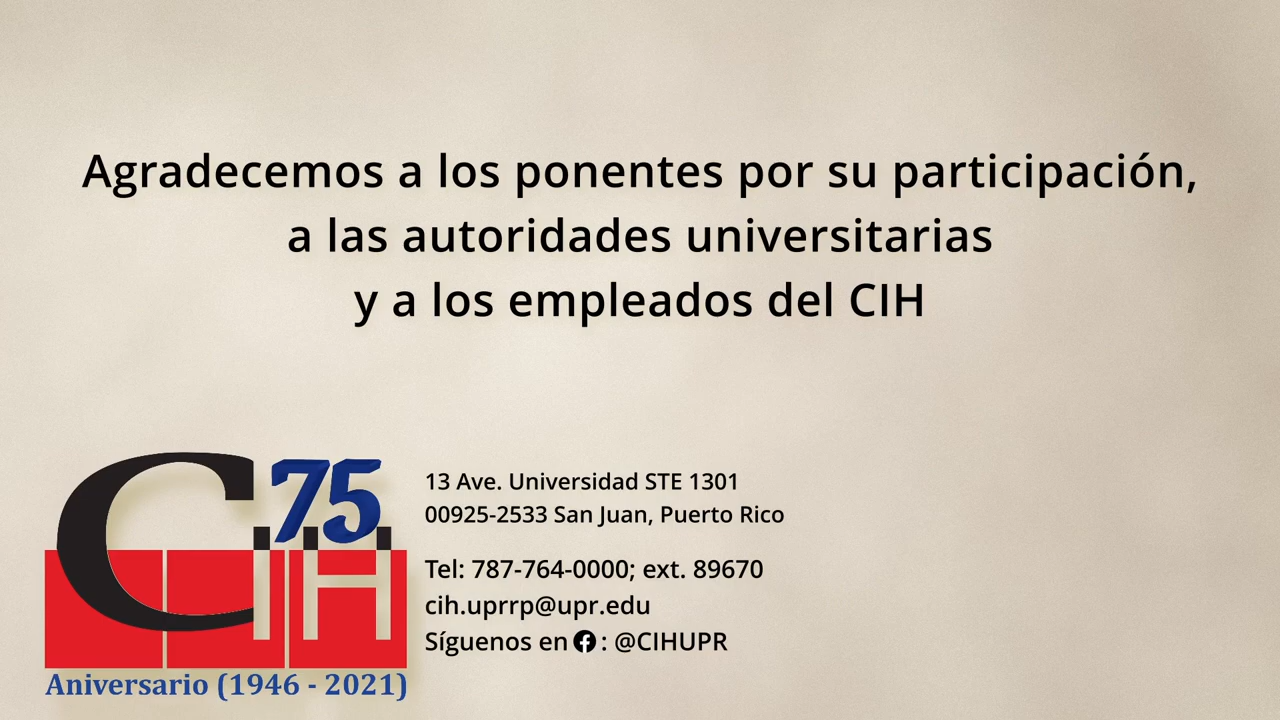 Agradecemos a los ponentes por su participación,
a las autoridades universitarias
y a los empleados del CIH
CIH
75
Aniversario (1946 - 2021)
13 Ave. Universidad STE 1301
00925-2533 San Juan, Puerto Rico
Tel: 787-764-0000; ext. 89670
cih.uprrp@upr.edu
Síguenos en : @CIHUPR